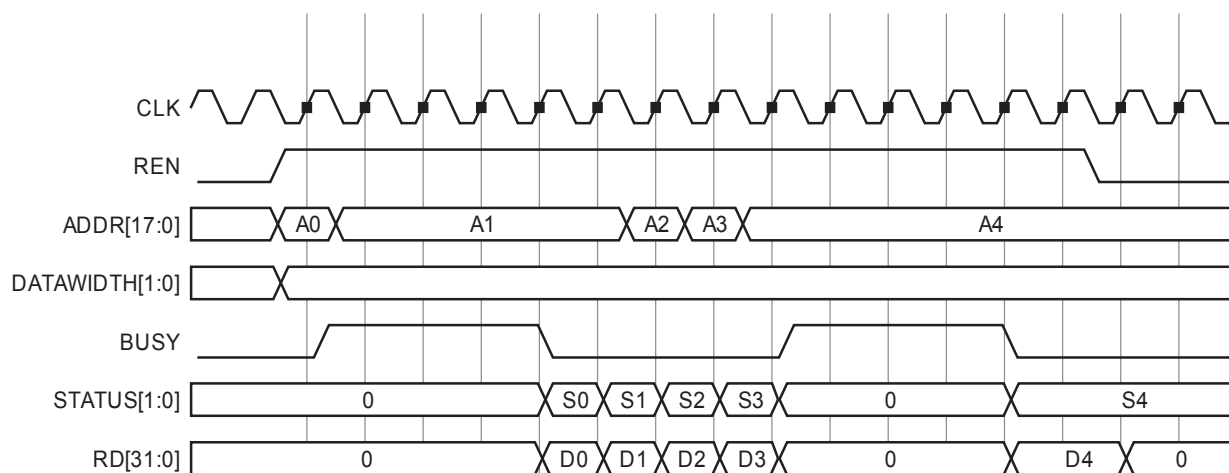 CLK
REN
ADDR[17:0] A0 A1 A2 A3 A4
DATAWIDTH[1:0]
BUSY
STATUS[1:0] 0 S0 S1 S2 S3 0 S4
RD[31:0] 0 D0 D1 D2 D3 0 D4 0